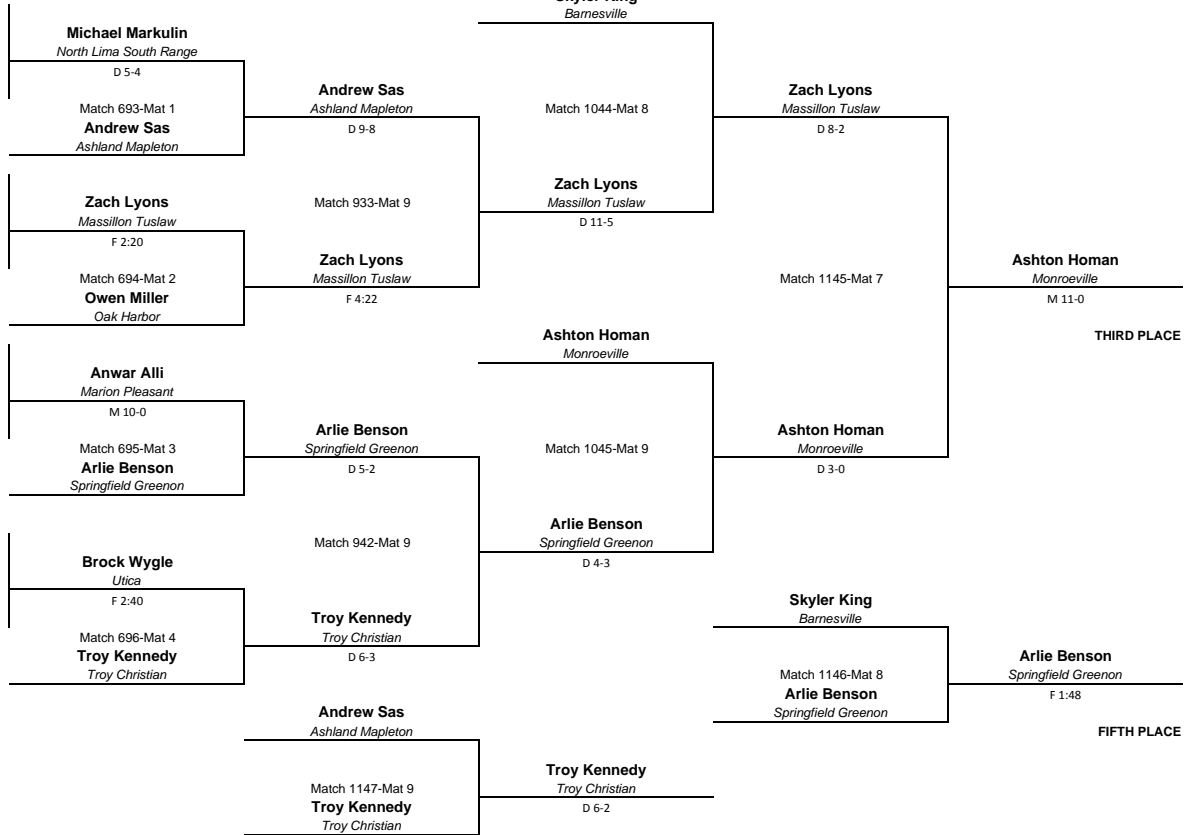 Skyler King
Barnesville
Michael Markulin
North Lima South Range
D 5-4
Match 693-Mat 1
Andrew Sas
Ashland Mapleton
Andrew Sas
Ashland Mapleton
D 9-8
Match 1044-Mat 8
Zach Lyons
Massillon Tuslaw
D 8-2
Zach Lyons
Massillon Tuslaw
F 2:20
Match 694-Mat 2
Owen Miller
Oak Harbor
Match 933-Mat 9
Zach Lyons
Massillon Tuslaw
F 4:22
Zach Lyons
Massillon Tuslaw
D 11-5
Match 1145-Mat 7
Ashton Homan
Monroeville
M 11-0
THIRD PLACE
Ashton Homan
Monroeville
Anwar Alli
Marion Pleasant
M 10-0
Match 695-Mat 3
Arlie Benson
Springfield Greenon
Arlie Benson
Springfield Greenon
D 5-2
Match 1045-Mat 9
Ashton Homan
Monroeville
D 3-0
Match 942-Mat 9
Arlie Benson
Springfield Greenon
D 4-3
Brock Wygle
Utica
F 2:40
Match 696-Mat 4
Troy Kennedy
Troy Christian
Troy Kennedy
Troy Christian
D 6-3
Skyler King
Barnesville
Match 1146-Mat 8
Arlie Benson
Springfield Greenon
Arlie Benson
Springfield Greenon
F 1:48
FIFTH PLACE
Andrew Sas
Ashland Mapleton
Match 1147-Mat 9
Troy Kennedy
Troy Christian
Troy Kennedy
Troy Christian
D 6-2